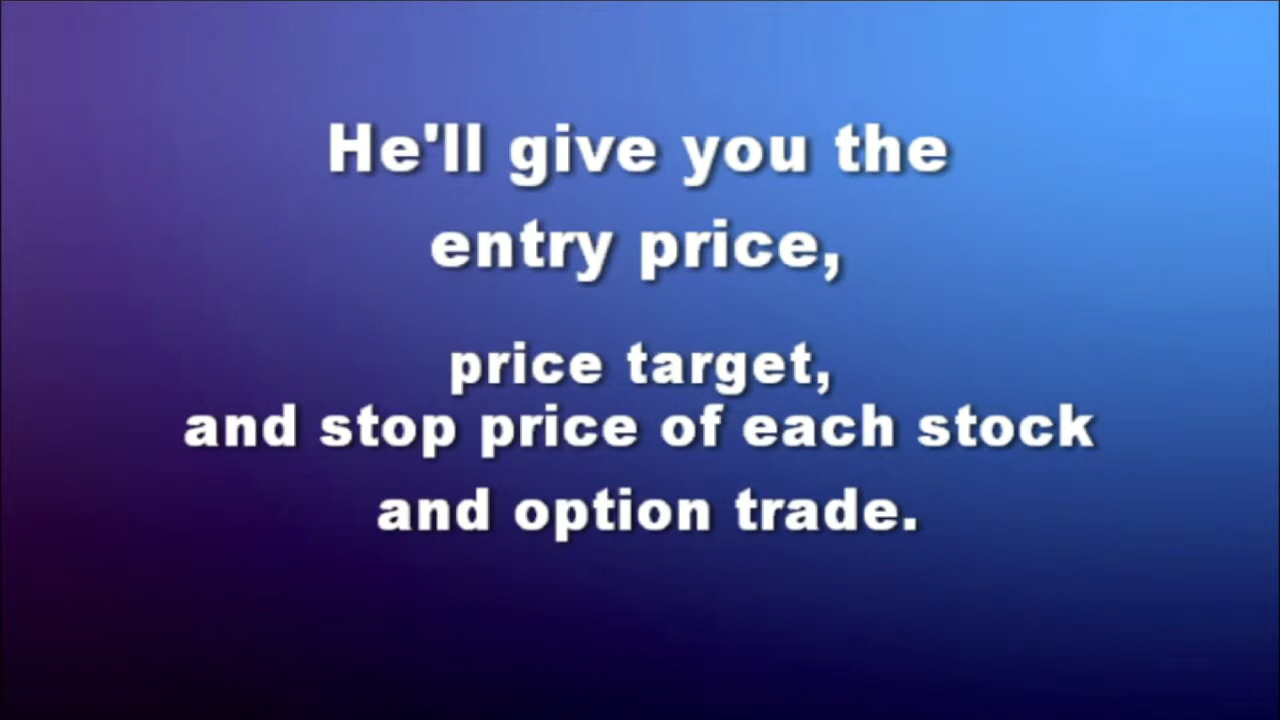 He'll give you the
entry price,
price target,
and stop price of each stock
and option trade.